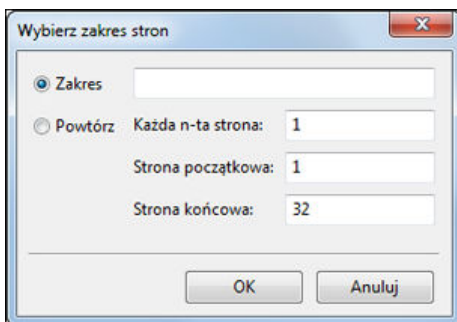 Wybierz zakres stron
Zakres
Powtórz Każda n-ta strona: 1
Strona początkowa: 1
Strona końcowa: 32
OK Anuluj